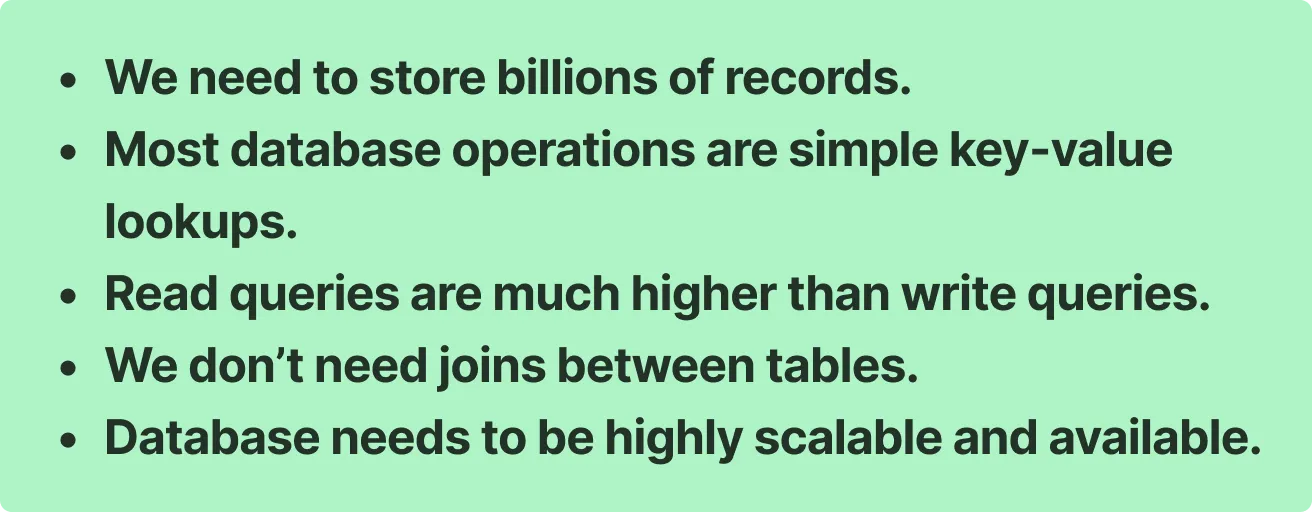 • We need to store billions of records.
• Most database operations are simple key-value
lookups.
• Read queries are much higher than write queries.
• We don’t need joins between tables.
• Database needs to be highly scalable and available.